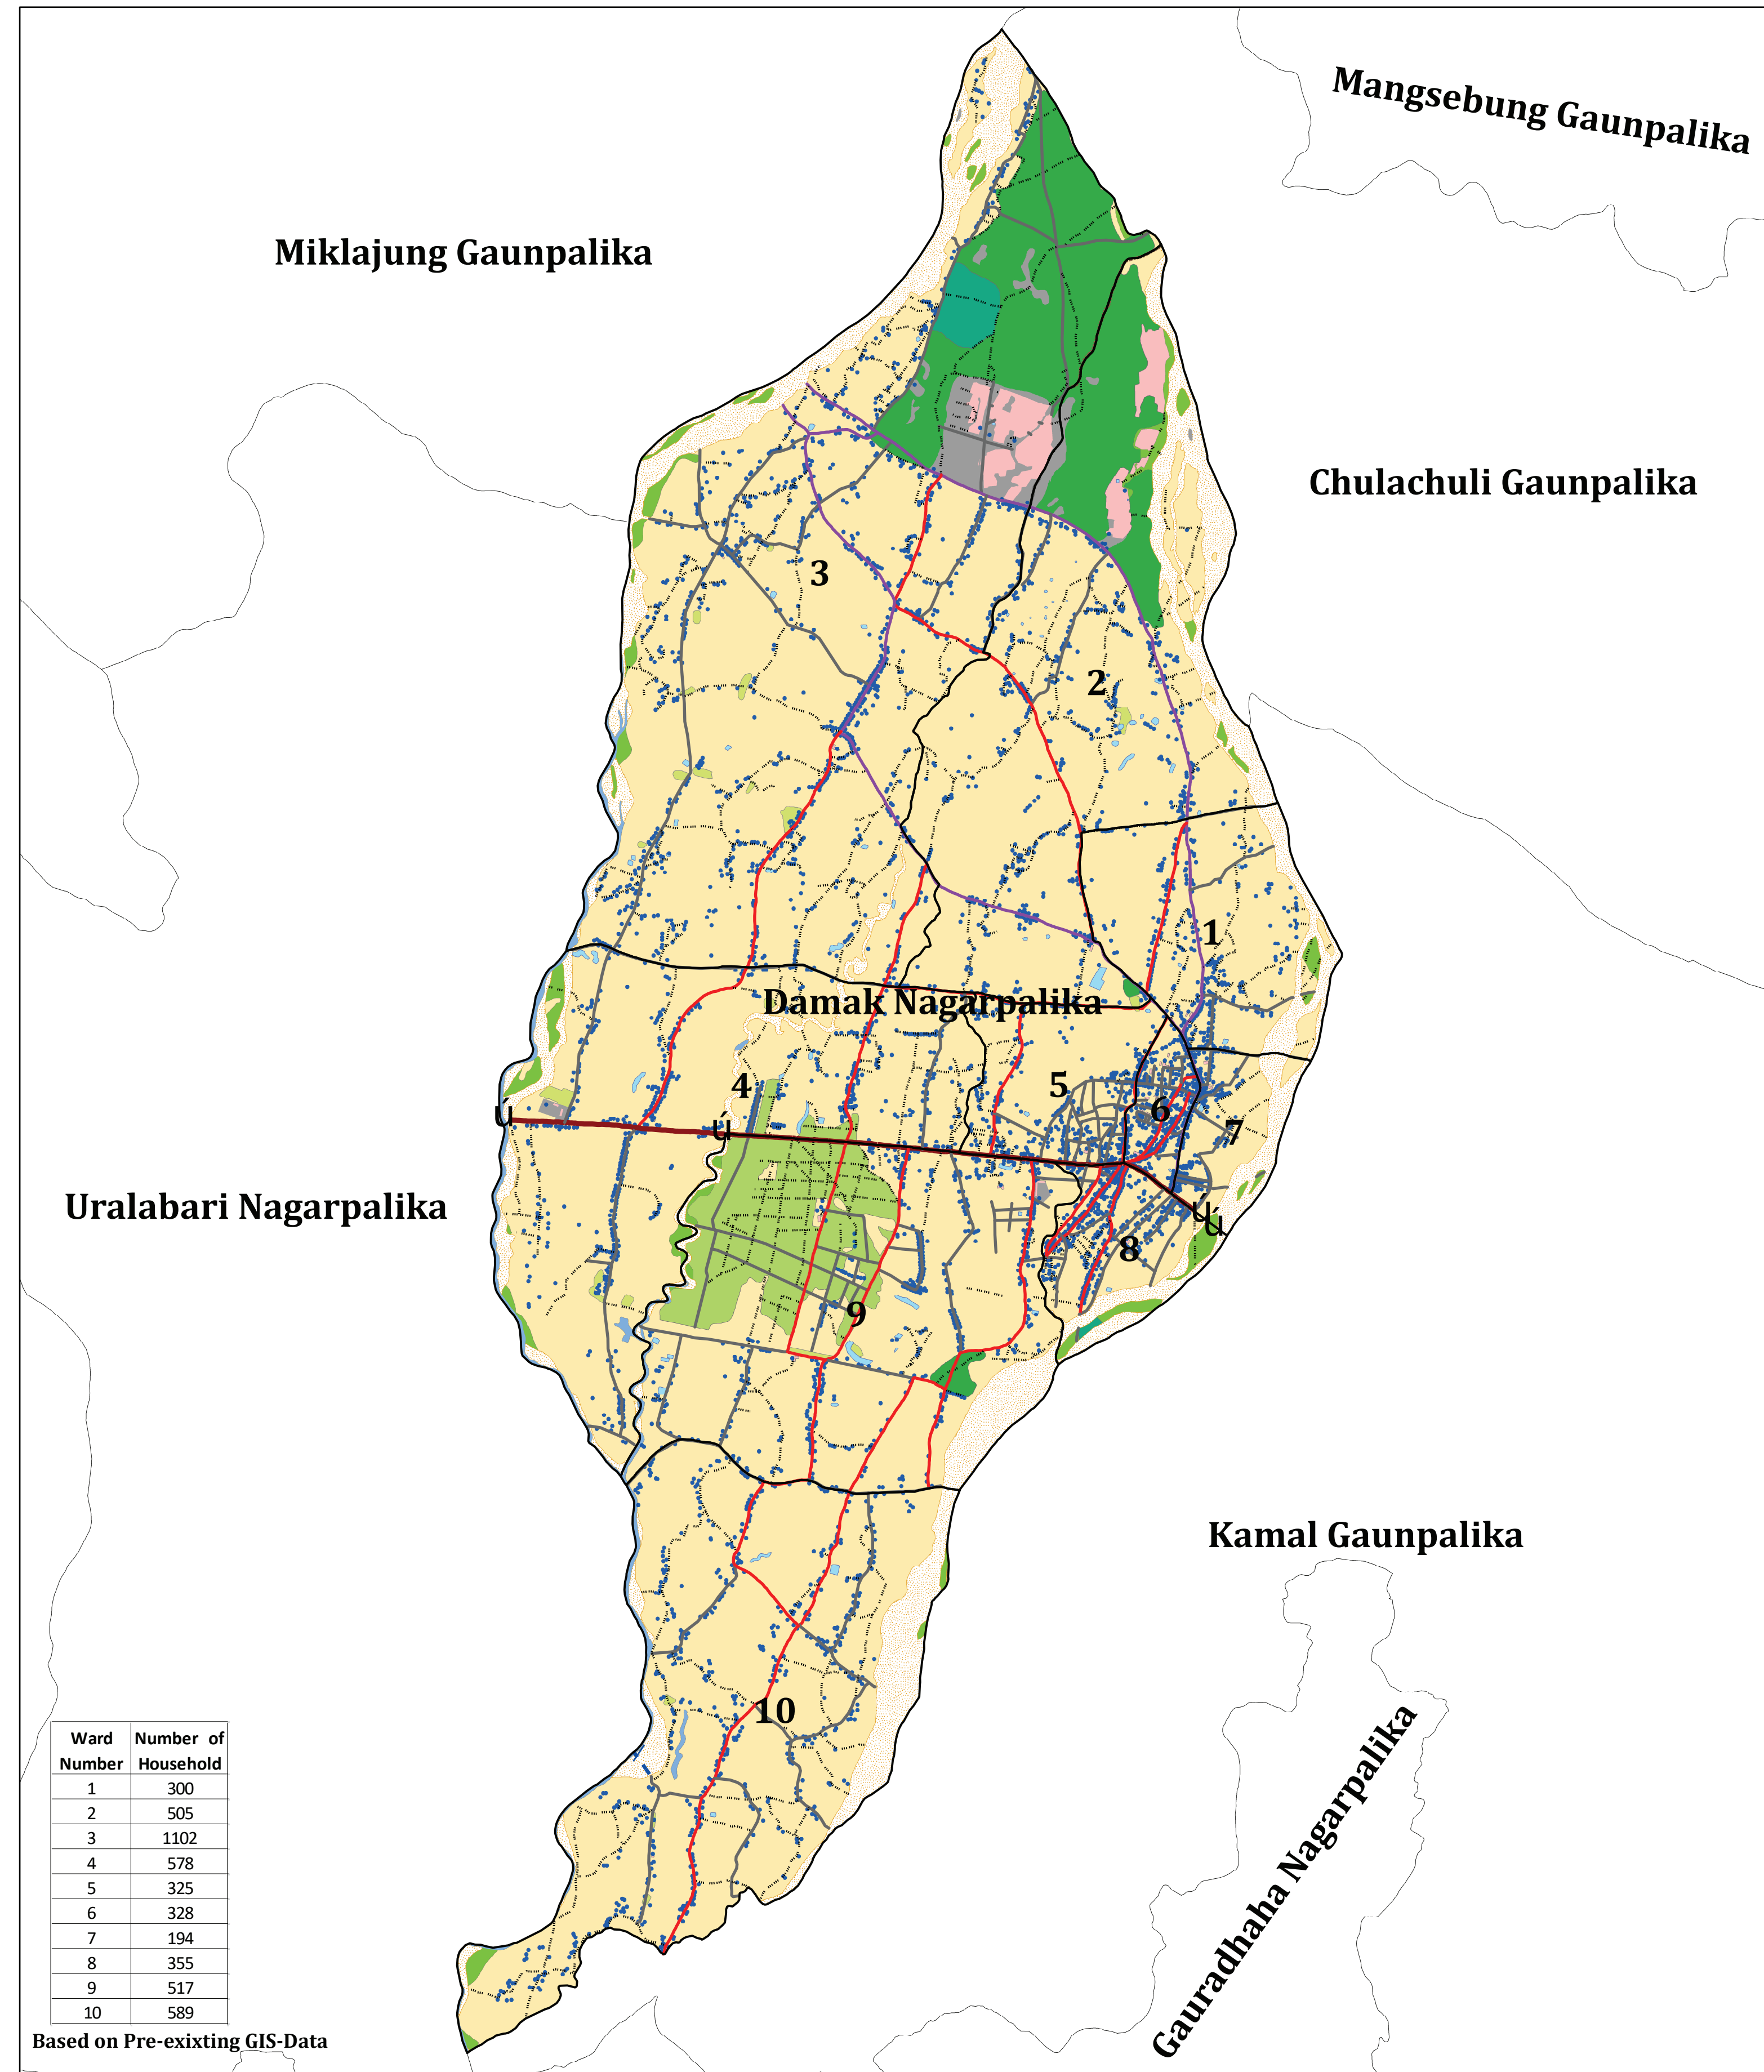 Mangsebung Gaunpalika
Miklajung Gaunpalika
Chulachuli Gaunpalika
3
2
1
Damak Nagarpalika
4
5
6
7
ú
ú
Uralabari Nagarpalika
ú
ú
8
9
Kamal Gaunpalika
10
Gauradhaha Nagarpalika
Ward Number of
Number Household
1 300
2 505
3 1102
4 578
5 325
6 328
7 194
8 355
9 517
10 589
Based on Pre-exixting GIS-Data